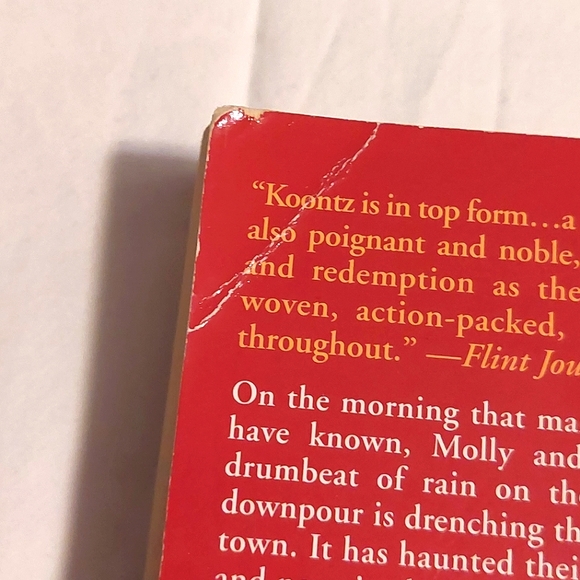 “Koontz is in top form…a
also poignant and noble,
and redemption as the
woven, action-packed,
throughout.” —Flint Jou
On the morning that ma
have known, Molly and
drumbeat of rain on th
downpour is drenching th
town. It has haunted thei
and